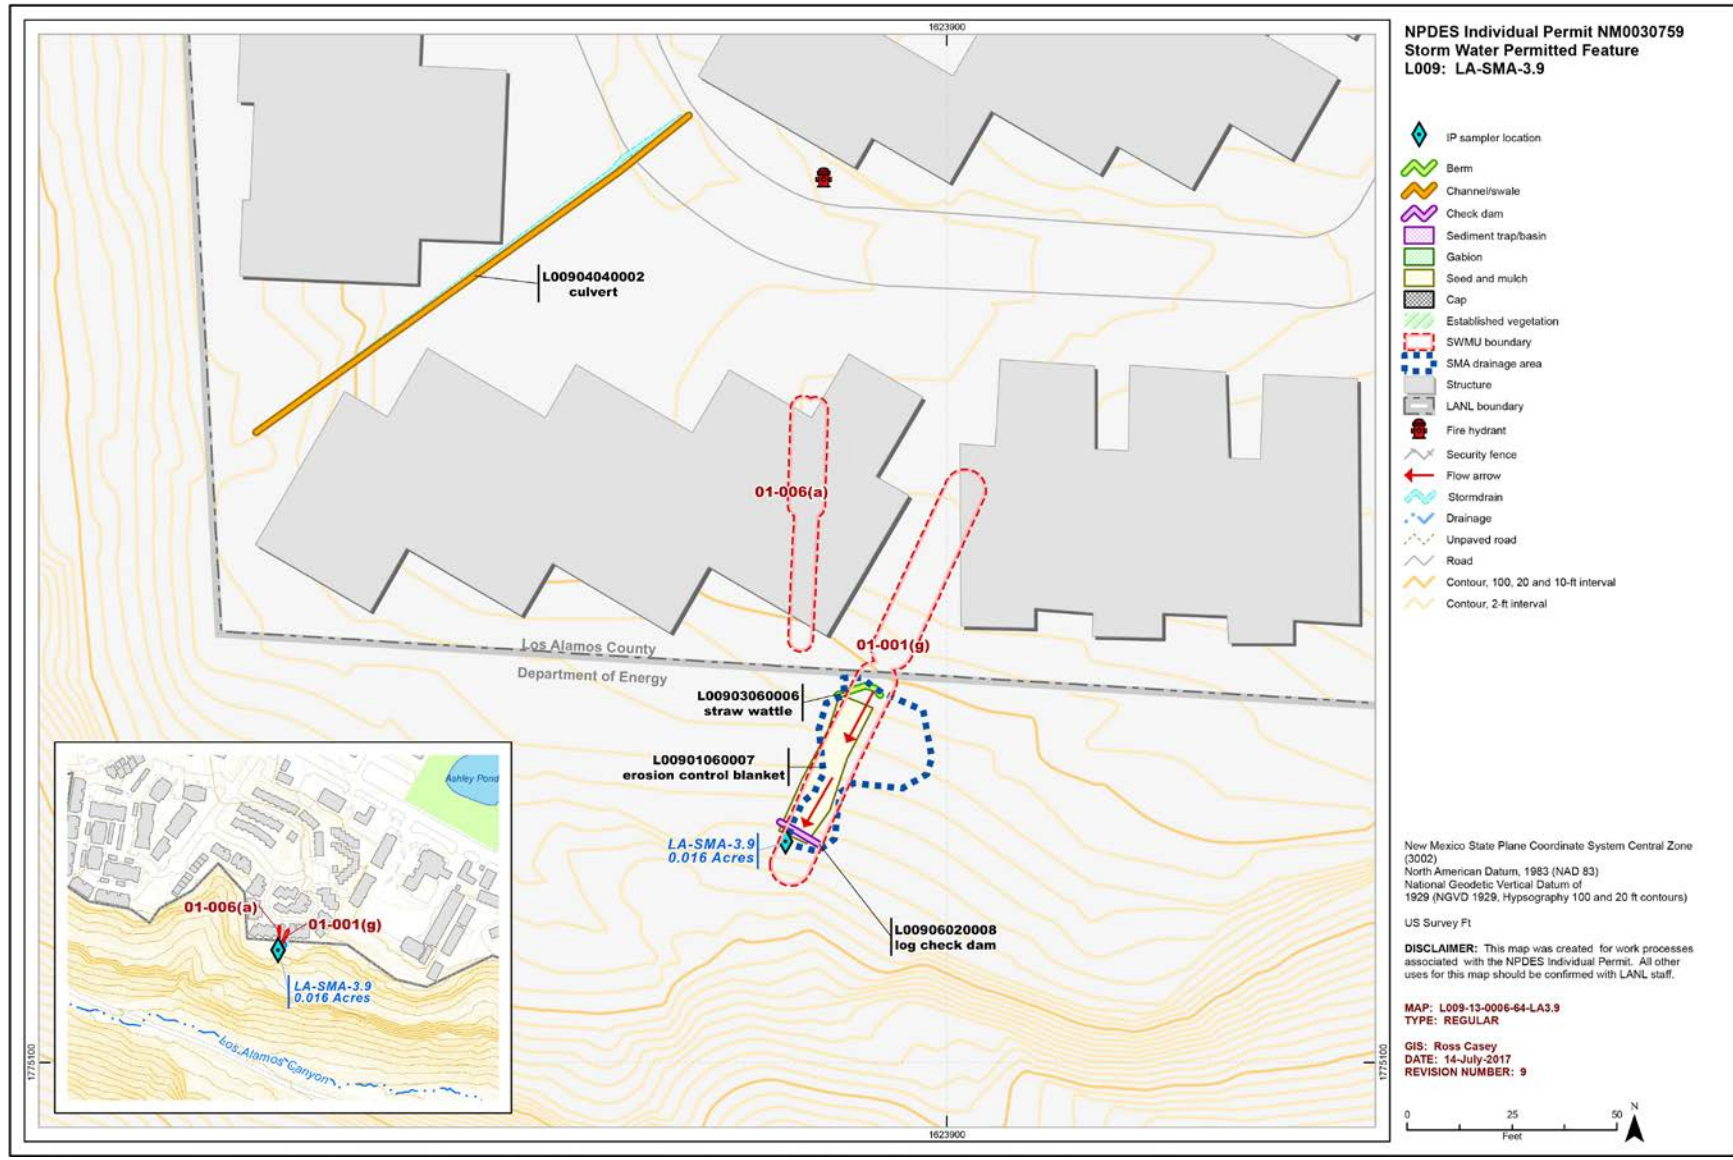 1623900
NPDES Individual Permit NM0030759
Storm Water Permitted Feature
L009: LA-SMA-3.9
IP sampler location
Berm
Channel/swale
Check dam
Sediment trap/basin
Gabion
Seed and mulch
Cap
Established vegetation
SWMU boundary
SMA drainage area
Structure
LANL boundary
Fire hydrant
Security fence
Flow arrow
Stormdrain
Drainage
Unpaved road
Road
Contour, 100, 20 and 10-ft interval
Contour, 2-ft interval
L00904040002
culvert
01-006(a)
01-001(g)
Los Alamos County
Department of Energy
L00903060006
straw wattle
L00901060007
erosion control blanket
LA-SMA-3.9
0.016 Acres
L00906020008
log check dam
Ashley Pond
01-006(a)
01-001(g)
LA-SMA-3.9
0.016 Acres
Los Alamos Canyon
1775100
1775100
1623900
New Mexico State Plane Coordinate System Central Zone
(3002)
North American Datum, 1983 (NAD 83)
National Geodetic Vertical Datum of
1929 (NGVD 1929, Hypsography 100 and 20 ft contours)
US Survey Ft
DISCLAIMER: This map was created for work processes
associated with the NPDES Individual Permit. All other
uses for this map should be confirmed with LANL staff.
MAP: L009-13-0006-64-LA3.9
TYPE: REGULAR
GIS: Ross Casey
DATE: 14-July-2017
REVISION NUMBER: 9
0 25 50
Feet
N